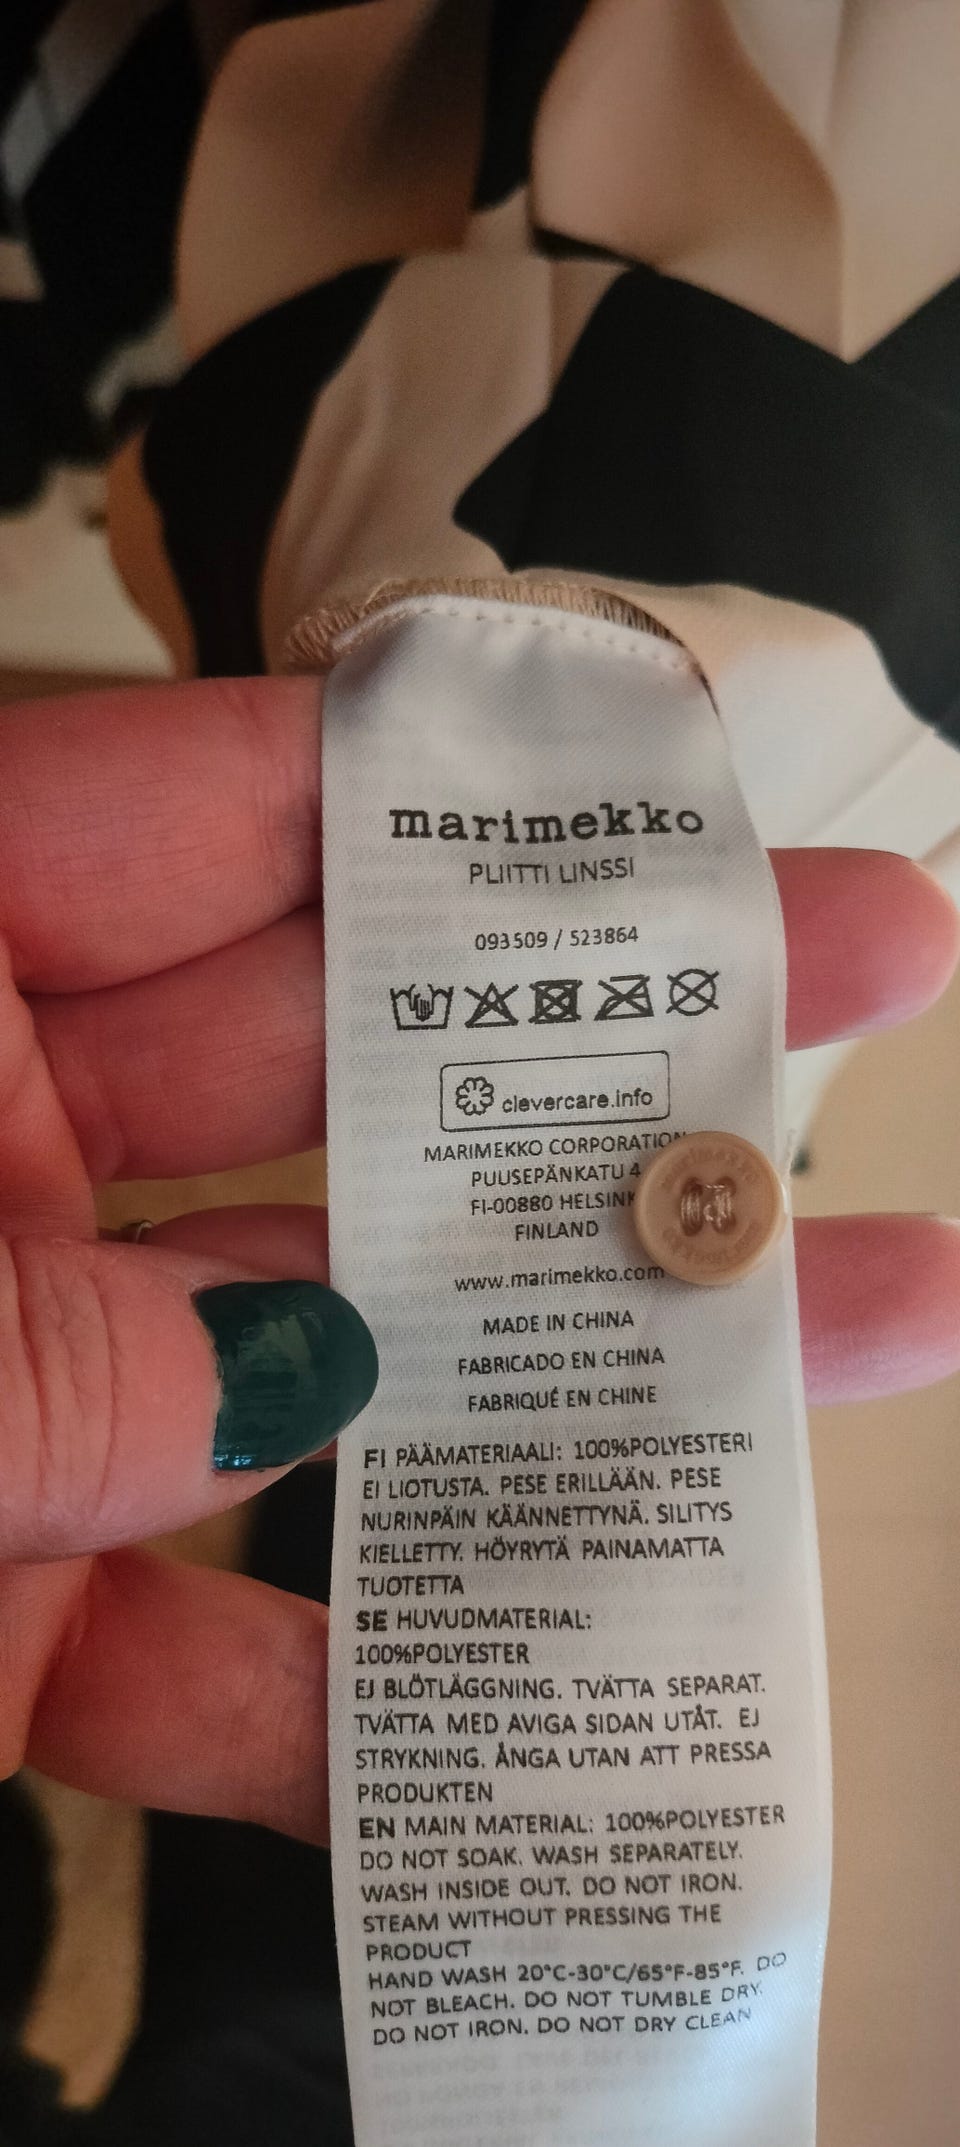 marimekko
PLIITTI LINSSI
093509 / 523864
clevercare.info
MARIMEKKO CORPORATION
PUUSEPÄNKATU 4
FI-00880 HELSINK
FINLAND
www.marimekko.com
MADE IN CHINA
FABRICADO EN CHINA
FABRIQUÉ EN CHINE
marimekko
FI PÄÄMATERIAALI: 100%POLYESTERI
EI LIOTUSTA. PESE ERILLÄÄN. PESE
NURINPÄIN KÄÄNNETTYNÄ. SILITYS
KIELLETTY. HÖYRYTÄ PAINAMATTA
TUOTETTA
SE HUVUDMATERIAL:
100%POLYESTER
EJ BLÖTLÄGGNING. TVÄTTA SEPARAT.
TVÄTTA MED AVIGA SIDAN UTÅT. EJ
STRYKNING. ÅNGA UTAN ATT PRESSA
PRODUKTEN
EN MAIN MATERIAL: 100%POLYESTER
DO NOT SOAK. WASH SEPARATELY.
WASH INSIDE OUT. DO NOT IRON.
STEAM WITHOUT PRESSING THE
PRODUCT
HAND WASH 20°C-30°C/65°F-85°F. DO
NOT BLEACH. DO NOT TUMBLE DRY.
DO NOT IRON. DO NOT DRY CLEAN